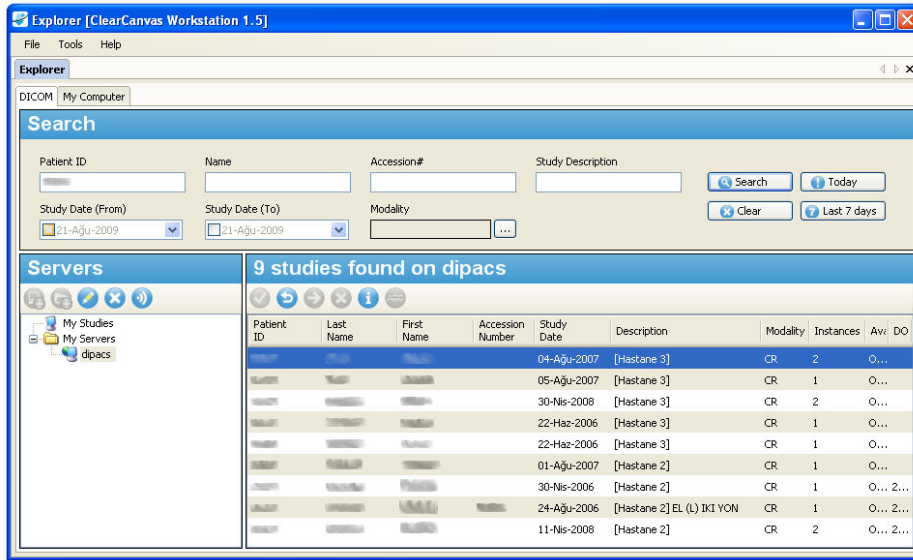 Explorer [ClearCanvas Workstation 1.5]
File Tools Help
Explorer
DICOM My Computer
Search
Patient ID Name Accession# Study Description
Search Today
Study Date (From) Study Date (To) Modality
Clear Last 7 days
21-Ağu-2009 21-Ağu-2009 ...
Servers 9 studies found on dipacs
My Studies
My Servers
dipacs
Patient ID Last Name First Name Accession Number Study Date Description Modality Instances Ava DO
04-Ağu-2007 [Hastane 3] CR 2 O...
05-Ağu-2007 [Hastane 3] CR 1 O...
30-Nis-2008 [Hastane 3] CR 2 O...
22-Haz-2006 [Hastane 3] CR 1 O...
22-Haz-2006 [Hastane 3] CR 1 O...
01-Ağu-2007 [Hastane 2] CR 1 O...
30-Nis-2006 [Hastane 2] CR 1 O... 2...
24-Ağu-2006 [Hastane 2] EL (L) IKI YON CR 1 O... 2...
11-Nis-2008 [Hastane 2] CR 2 O... 2...